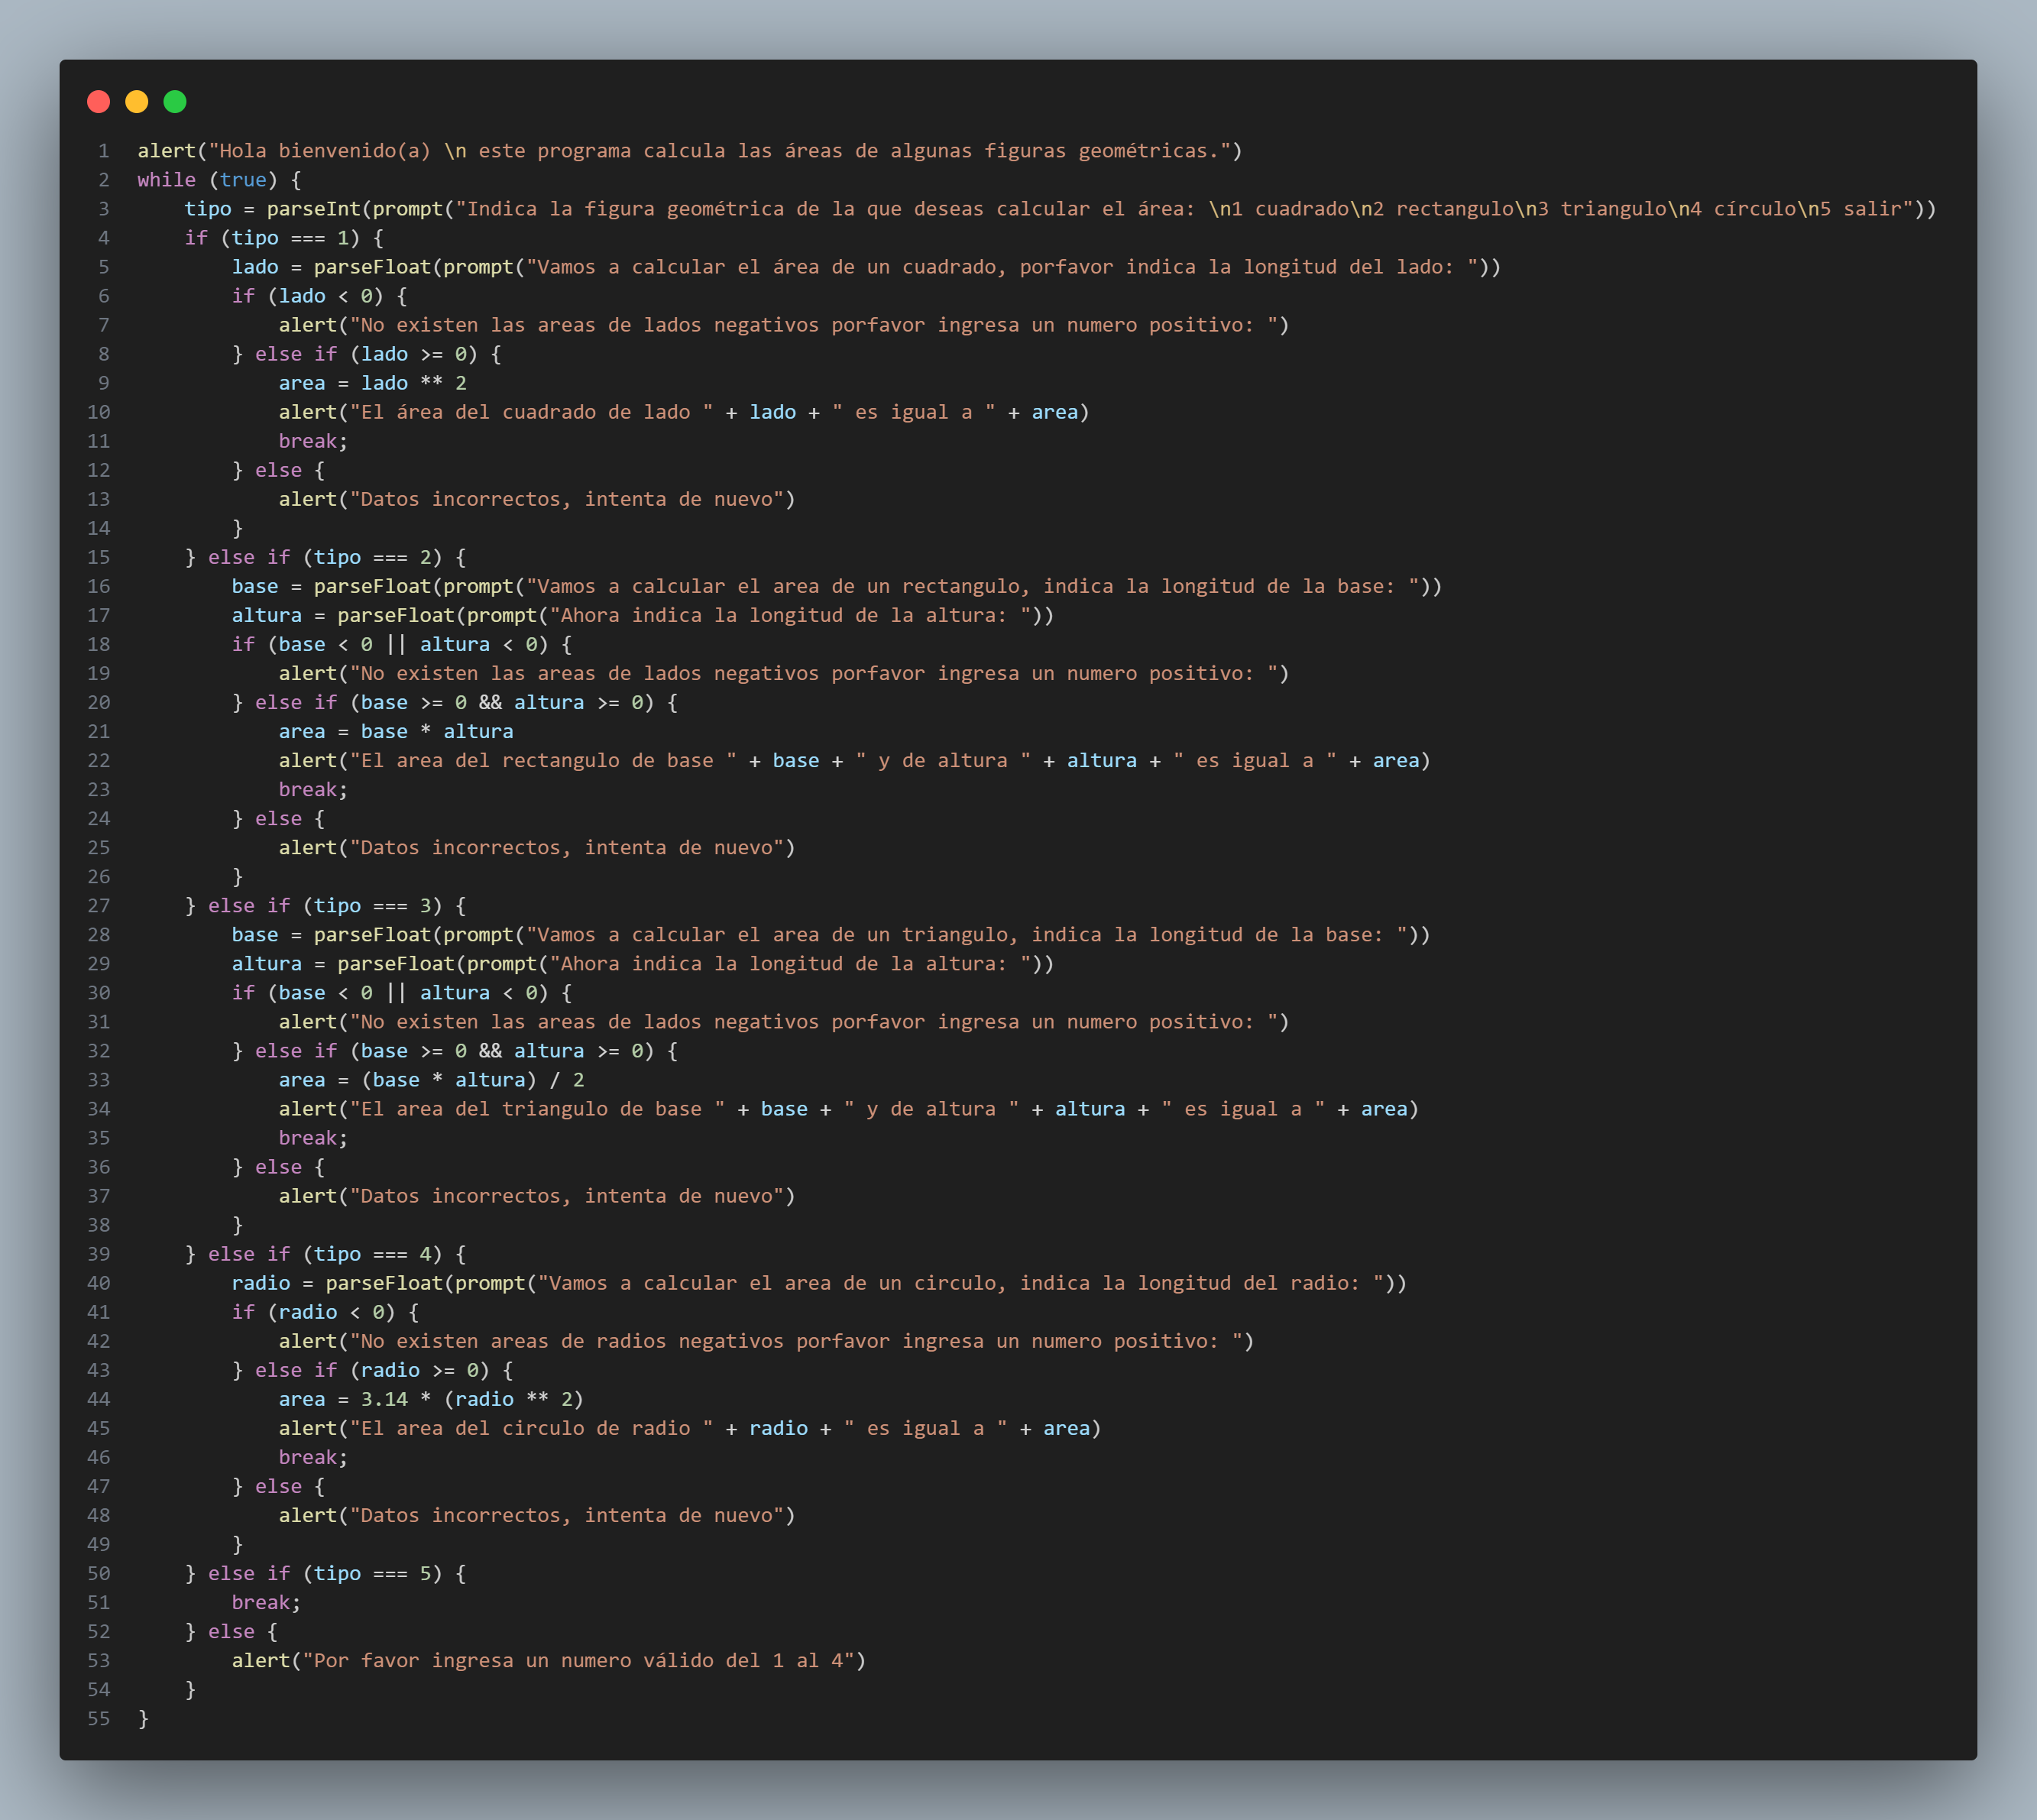 1 alert("Hola bienvenido(a) \n este programa calcula las áreas de algunas figuras geométricas.")
2 while (true) {
3     tipo = parseInt(prompt("Indica la figura geométrica de la que deseas calcular el área: \n1 cuadrado\n2 rectangulo\n3 triangulo\n4 círculo\n5 salir"))
4     if (tipo === 1) {
5         lado = parseFloat(prompt("Vamos a calcular el área de un cuadrado, porfavor indica la longitud del lado: "))
6         if (lado < 0) {
7             alert("No existen las areas de lados negativos porfavor ingresa un numero positivo: ")
8         } else if (lado >= 0) {
9             area = lado ** 2
10             alert("El área del cuadrado de lado " + lado + " es igual a " + area)
11             break;
12         } else {
13             alert("Datos incorrectos, intenta de nuevo")
14         }
15     } else if (tipo === 2) {
16         base = parseFloat(prompt("Vamos a calcular el area de un rectangulo, indica la longitud de la base: "))
17         altura = parseFloat(prompt("Ahora indica la longitud de la altura: "))
18         if (base < 0 || altura < 0) {
19             alert("No existen las areas de lados negativos porfavor ingresa un numero positivo: ")
20         } else if (base >= 0 && altura >= 0) {
21             area = base * altura
22             alert("El area del rectangulo de base " + base + " y de altura " + altura + " es igual a " + area)
23             break;
24         } else {
25             alert("Datos incorrectos, intenta de nuevo")
26         }
27     } else if (tipo === 3) {
28         base = parseFloat(prompt("Vamos a calcular el area de un triangulo, indica la longitud de la base: "))
29         altura = parseFloat(prompt("Ahora indica la longitud de la altura: "))
30         if (base < 0 || altura < 0) {
31             alert("No existen las areas de lados negativos porfavor ingresa un numero positivo: ")
32         } else if (base >= 0 && altura >= 0) {
33             area = (base * altura) / 2
34             alert("El area del triangulo de base " + base + " y de altura " + altura + " es igual a " + area)
35             break;
36         } else {
37             alert("Datos incorrectos, intenta de nuevo")
38         }
39     } else if (tipo === 4) {
40         radio = parseFloat(prompt("Vamos a calcular el area de un circulo, indica la longitud del radio: "))
41         if (radio < 0) {
42             alert("No existen areas de radios negativos porfavor ingresa un numero positivo: ")
43         } else if (radio >= 0) {
44             area = 3.14 * (radio ** 2)
45             alert("El area del circulo de radio " + radio + " es igual a " + area)
46             break;
47         } else {
48             alert("Datos incorrectos, intenta de nuevo")
49         }
50     } else if (tipo === 5) {
51         break;
52     } else {
53         alert("Por favor ingresa un numero válido del 1 al 4")
54     }
55 }